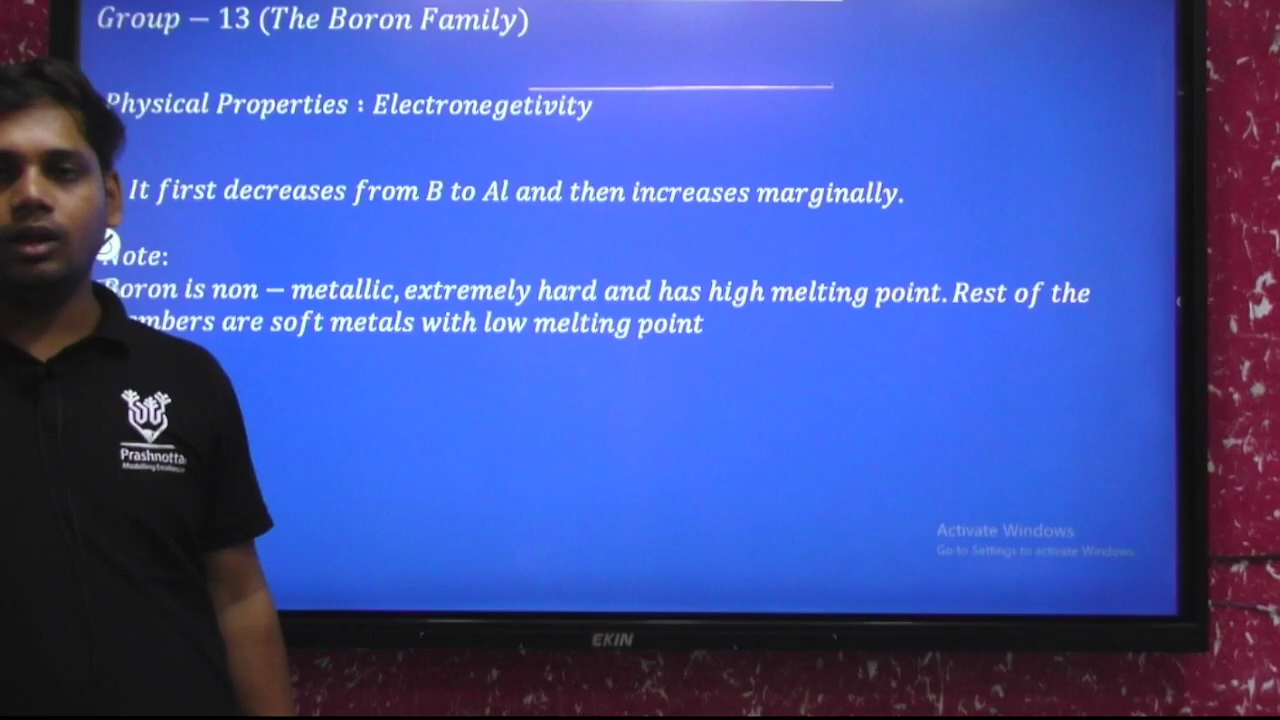 Group − 13 (The Boron Family)
Physical Properties : Electronegetivity
It first decreases from B to Al and then increases marginally.
Note:
Boron is non − metallic, extremely hard and has high melting point. Rest of the
mbers are soft metals with low melting point
Prashnotta
Activate Windows
Go to Settings to activate Windows.
EKIN